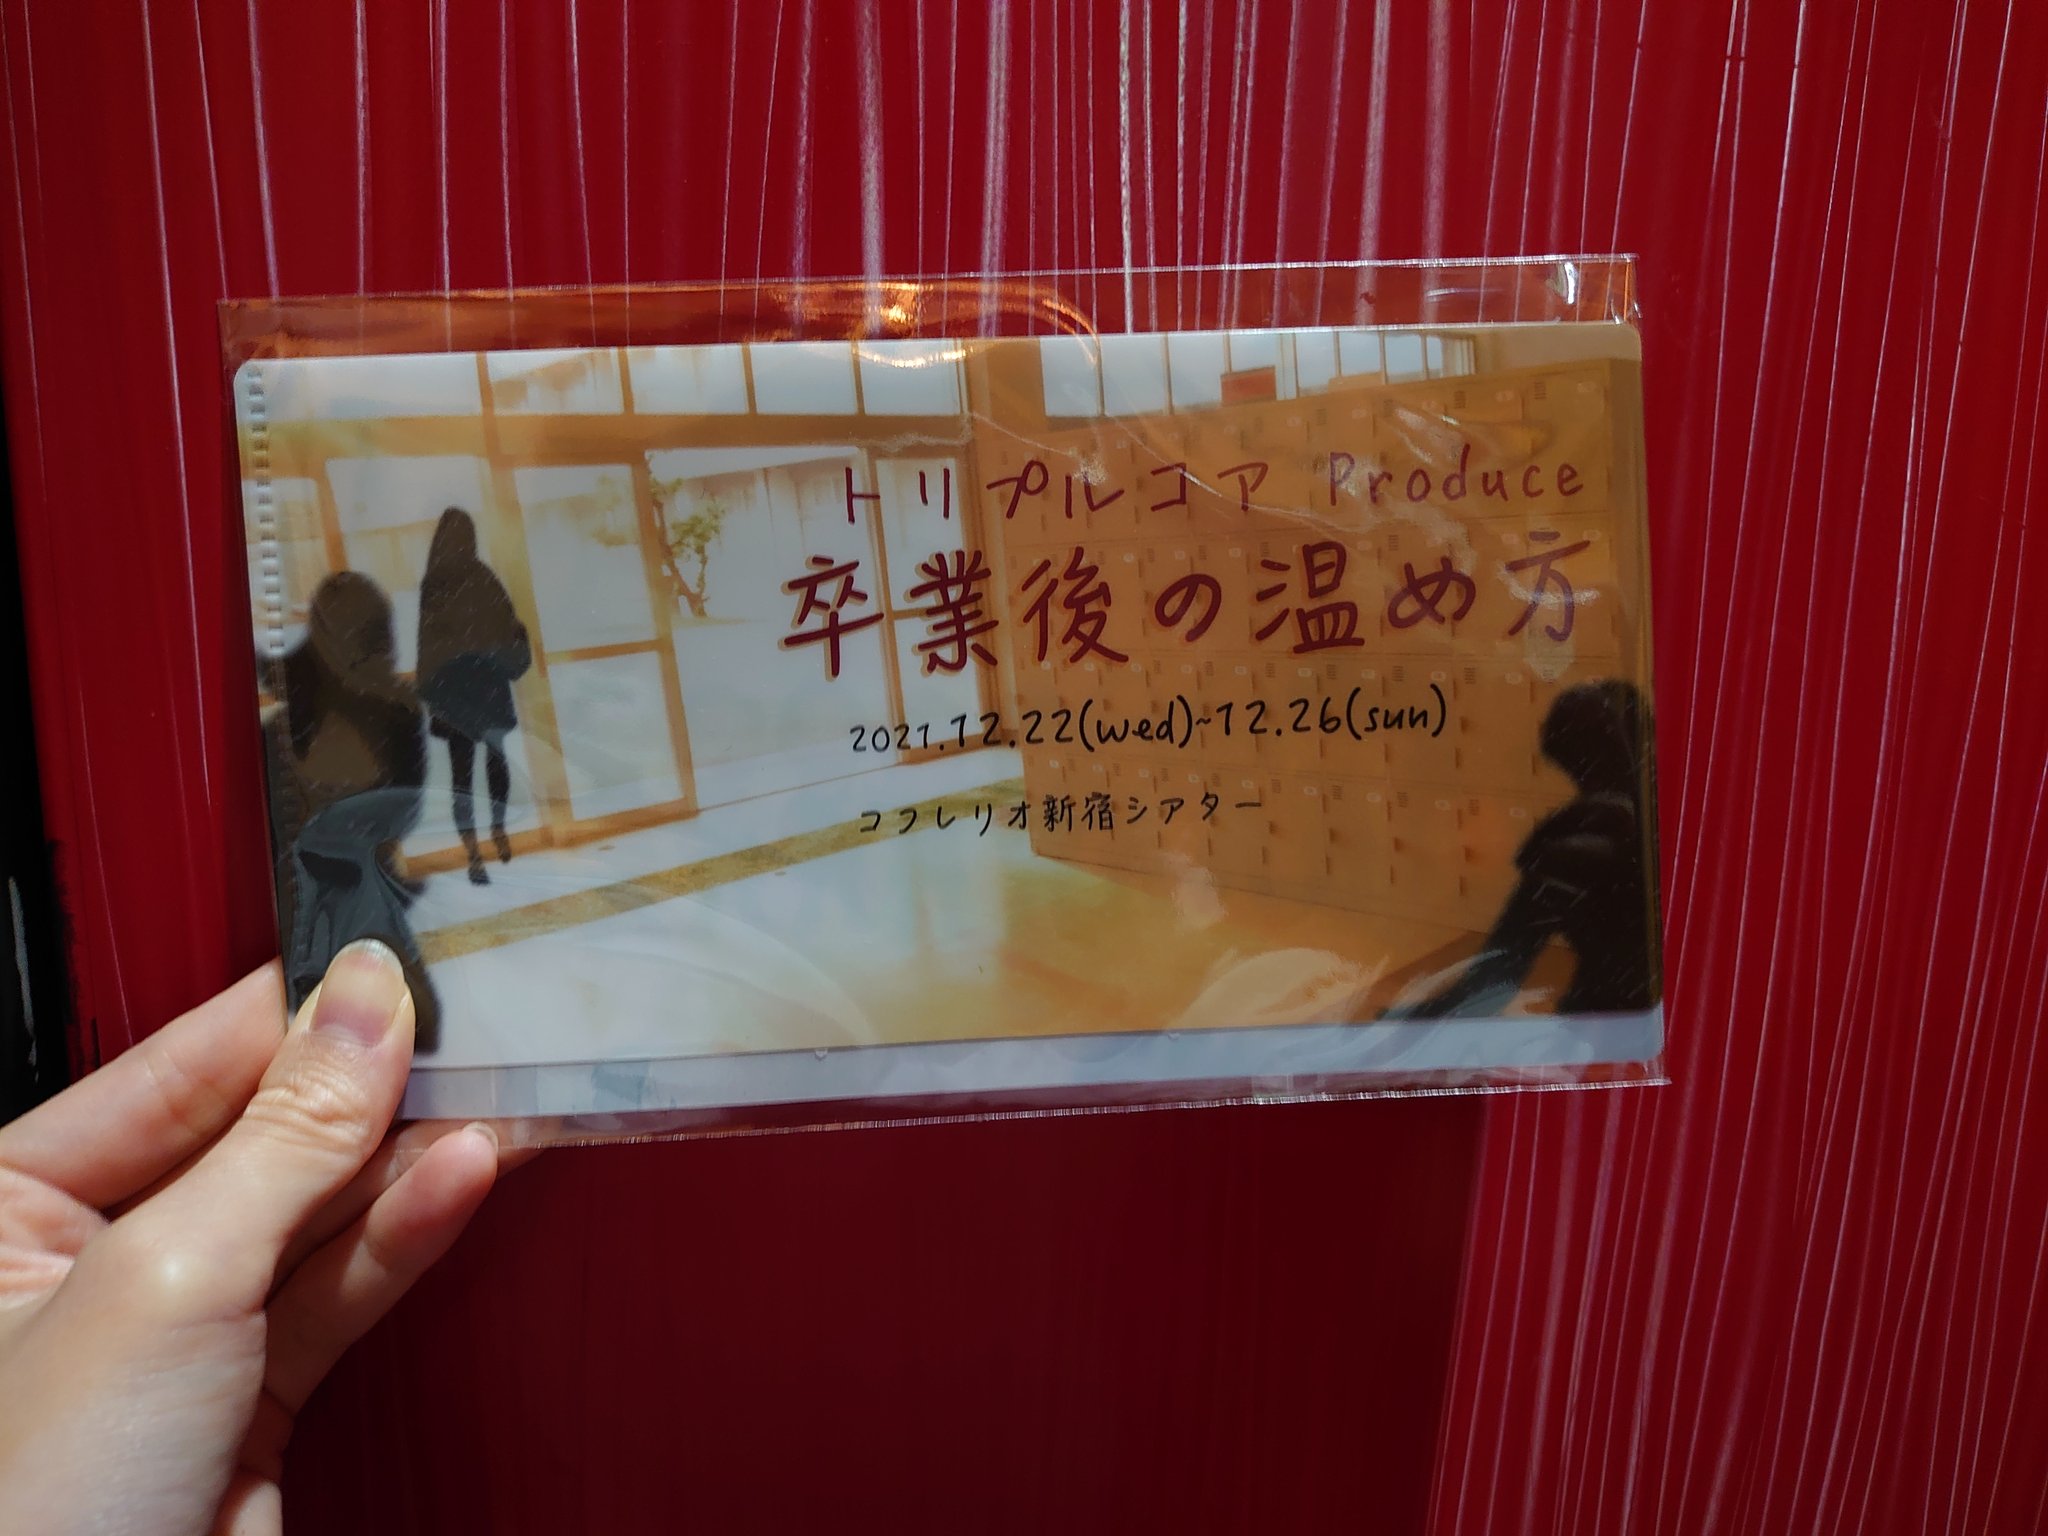 トリプルコア Produce
卒業後の温め方
2021.12.22(wed)~12.26(sun)
コフレリオ新宿シアター